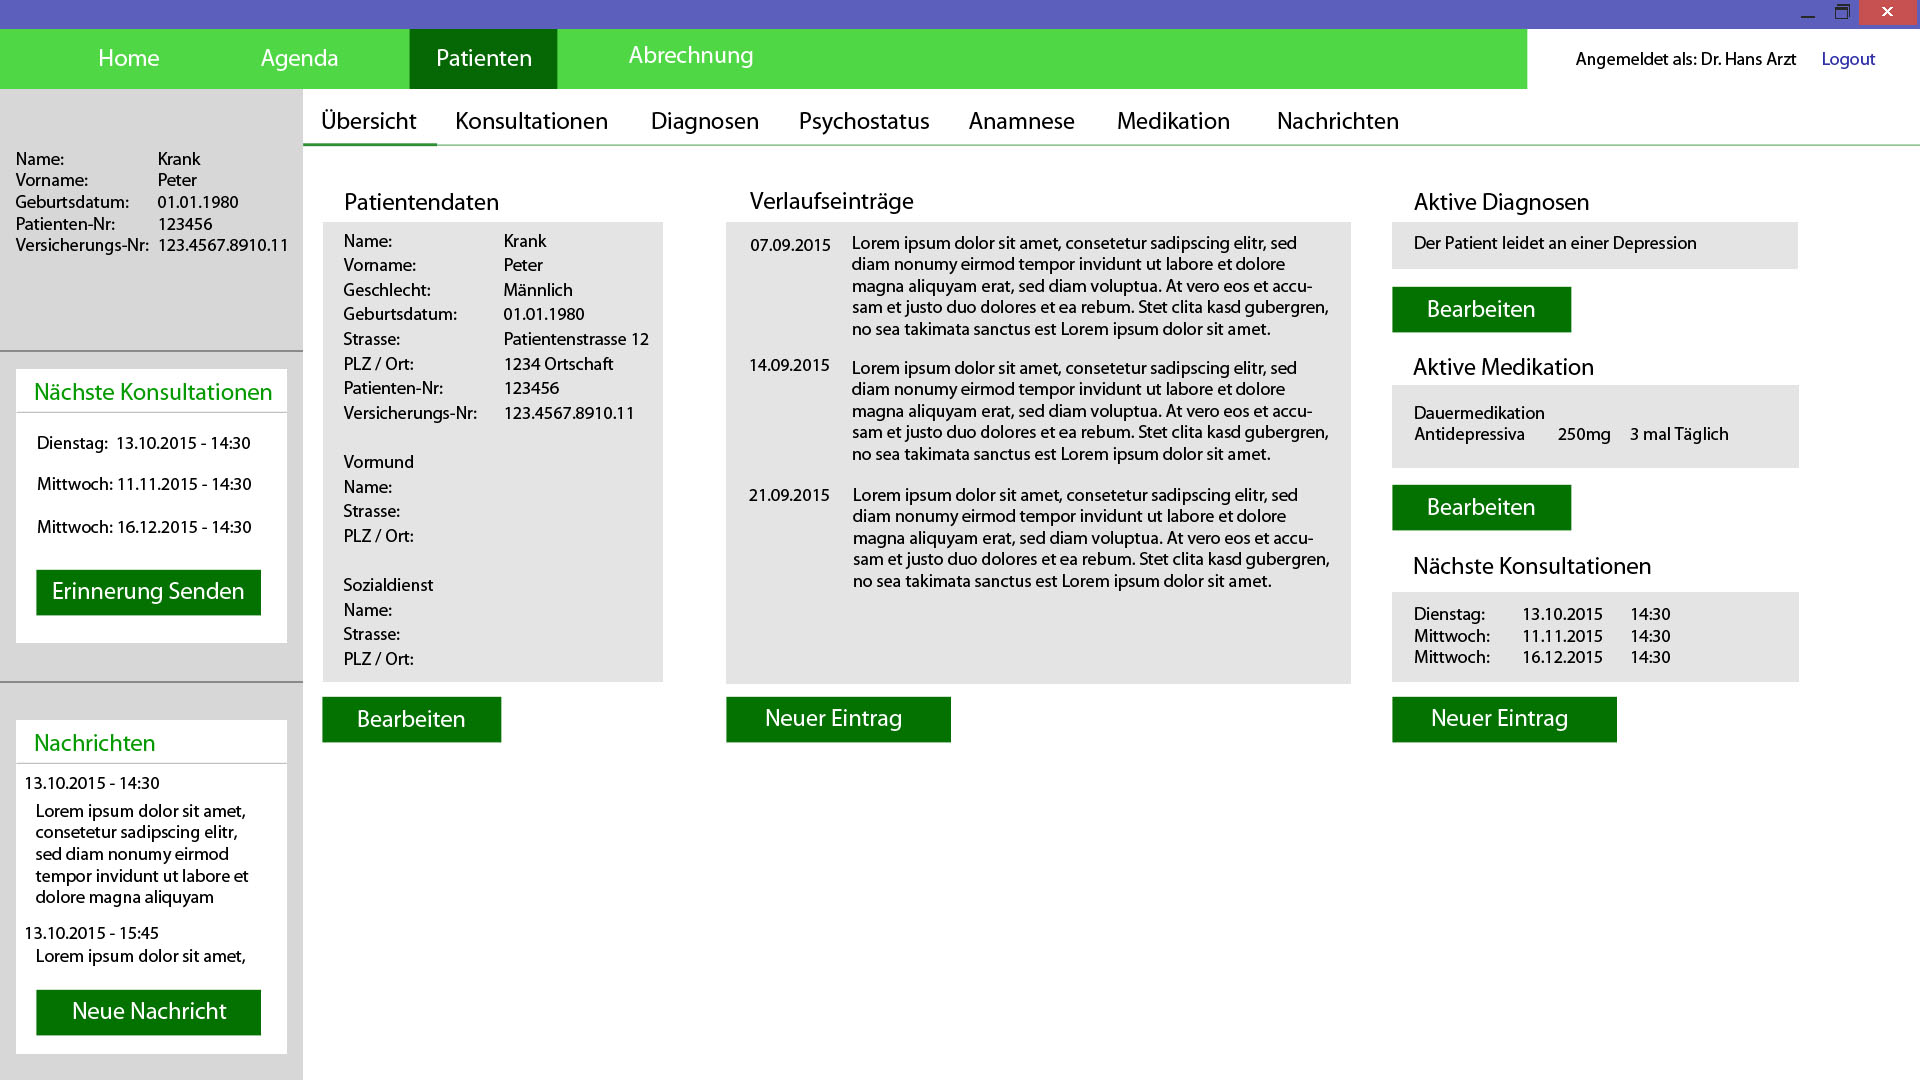 Home Agenda Patienten Abrechnung Angemeldet als: Dr. Hans Arzt Logout
Übersicht Konsultationen Diagnosen Psychostatus Anamnese Medikation Nachrichten
Name: Krank
Vorname: Peter
Geburtsdatum: 01.01.1980
Patienten-Nr: 123456
Versicherungs-Nr: 123.4567.8910.11
Nächste Konsultationen
Dienstag: 13.10.2015 - 14:30
Mittwoch: 11.11.2015 - 14:30
Mittwoch: 16.12.2015 - 14:30
Erinnerung Senden
Nachrichten
13.10.2015 - 14:30
Lorem ipsum dolor sit amet,
consetetur sadipscing elitr,
sed diam nonumy eirmod
tempor invidunt ut labore et
dolore magna aliquyam
13.10.2015 - 15:45
Lorem ipsum dolor sit amet,
Neue Nachricht
Patientendaten
Name: Krank
Vorname: Peter
Geschlecht: Männlich
Geburtsdatum: 01.01.1980
Strasse: Patientenstrasse 12
PLZ / Ort: 1234 Ortschaft
Patienten-Nr: 123456
Versicherungs-Nr: 123.4567.8910.11
Vormund
Name:
Strasse:
PLZ / Ort:
Sozialdienst
Name:
Strasse:
PLZ / Ort:
Bearbeiten
Verlaufseinträge
07.09.2015 Lorem ipsum dolor sit amet, consetetur sadipscing elitr, sed
diam nonumy eirmod tempor invidunt ut labore et dolore
magna aliquyam erat, sed diam voluptua. At vero eos et accu-
sam et justo duo dolores et ea rebum. Stet clita kasd gubergren,
no sea takimata sanctus est Lorem ipsum dolor sit amet.
14.09.2015 Lorem ipsum dolor sit amet, consetetur sadipscing elitr, sed
diam nonumy eirmod tempor invidunt ut labore et dolore
magna aliquyam erat, sed diam voluptua. At vero eos et accu-
sam et justo duo dolores et ea rebum. Stet clita kasd gubergren,
no sea takimata sanctus est Lorem ipsum dolor sit amet.
21.09.2015 Lorem ipsum dolor sit amet, consetetur sadipscing elitr, sed
diam nonumy eirmod tempor invidunt ut labore et dolore
magna aliquyam erat, sed diam voluptua. At vero eos et accu-
sam et justo duo dolores et ea rebum. Stet clita kasd gubergren,
no sea takimata sanctus est Lorem ipsum dolor sit amet.
Neuer Eintrag
Aktive Diagnosen
Der Patient leidet an einer Depression
Bearbeiten
Aktive Medikation
Dauermedikation
Antidepressiva 250mg 3 mal Täglich
Bearbeiten
Nächste Konsultationen
Dienstag: 13.10.2015 14:30
Mittwoch: 11.11.2015 14:30
Mittwoch: 16.12.2015 14:30
Neuer Eintrag